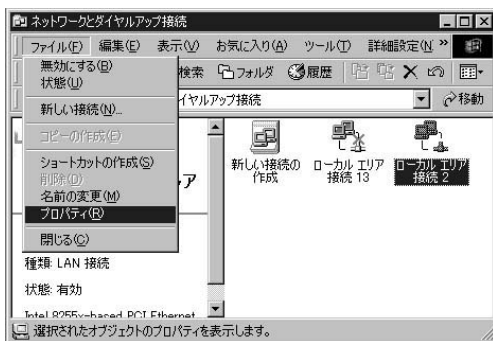 ネットワークとダイヤルアップ接続
ファイル(F) 編集(E) 表示(V) お気に入り(A) ツール(T) 詳細設定(N) »
無効にする(B)
状態(U)
新しい接続(N)...
コピーの作成(C)
ショートカットの作成(S)
削除(D)
名前の変更(M)
プロパティ(R)
閉じる(C)
検索 フォルダ 履歴
イヤルアップ接続 移動
ア
新しい接続の作成
ローカル エリア接続 13
ローカル エリア接続 2
種類: LAN 接続
状態: 有効
Intel 8255x-based PCI Ethernet
選択されたオブジェクトのプロパティを表示します。